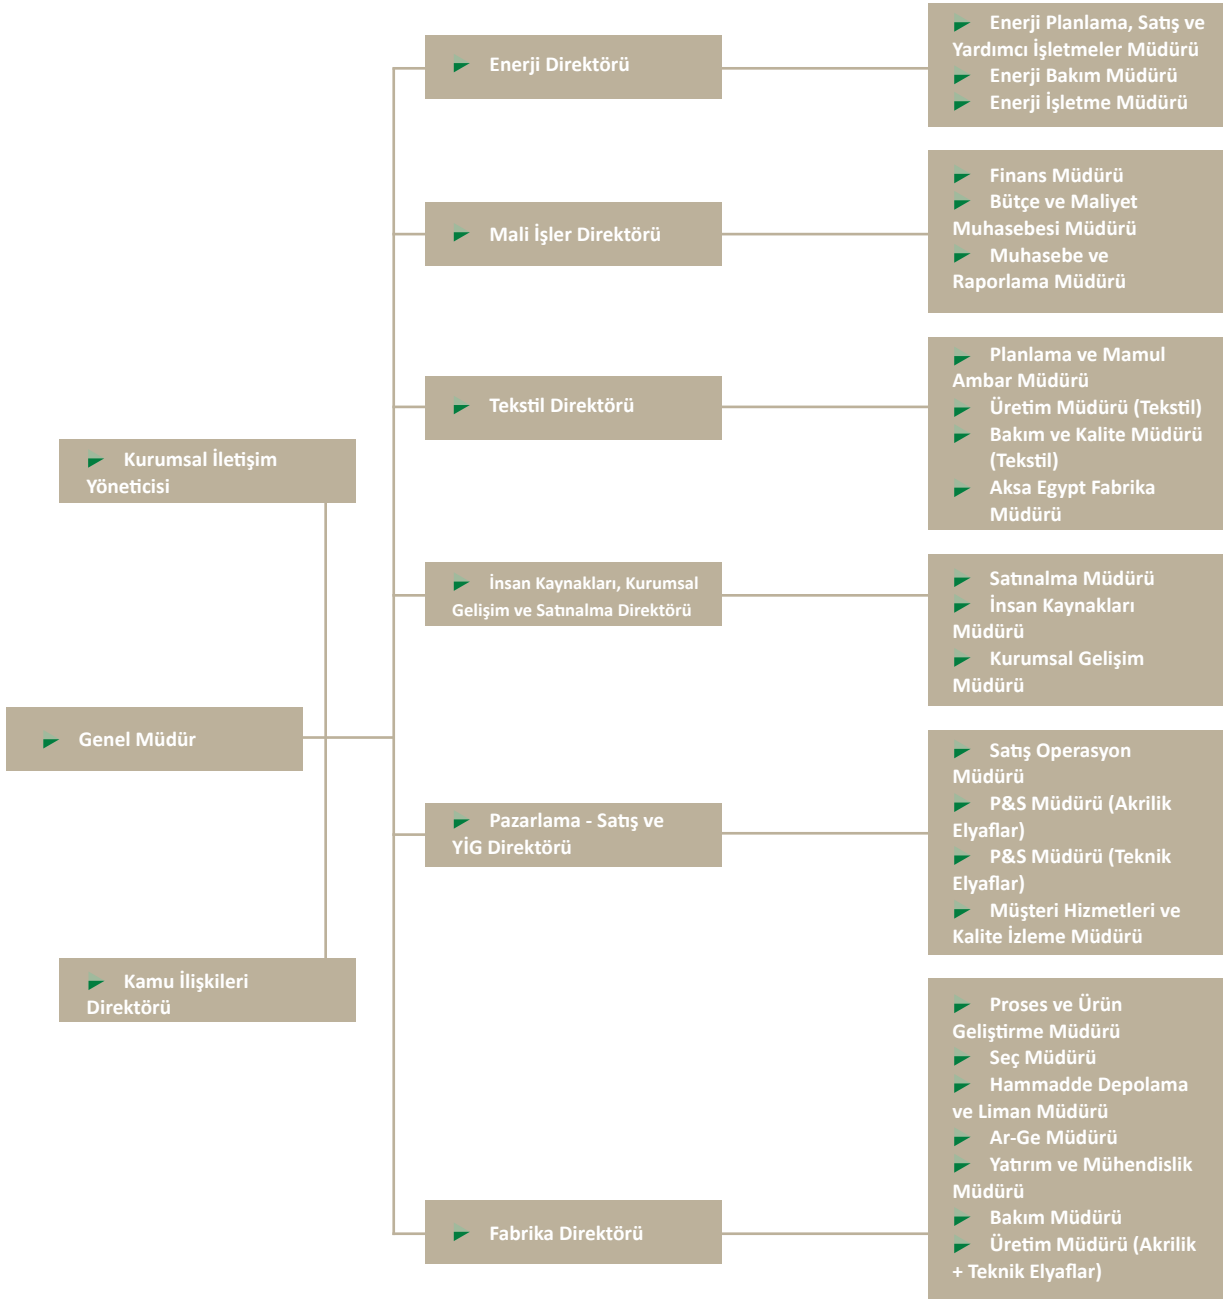 Genel Müdür
Kurumsal İletişim
Yöneticisi
Kamu İlişkileri
Direktörü
Enerji Direktörü
Enerji Planlama, Satış ve
Yardımcı İşletmeler Müdürü
Enerji Bakım Müdürü
Enerji İşletme Müdürü
Mali İşler Direktörü
Finans Müdürü
Bütçe ve Maliyet
Muhasebesi Müdürü
Muhasebe ve
Raporlama Müdürü
Tekstil Direktörü
Planlama ve Mamul
Ambar Müdürü
Üretim Müdürü (Tekstil)
Bakım ve Kalite Müdürü
(Tekstil)
Aksa Egypt Fabrika
Müdürü
İnsan Kaynakları, Kurumsal
Gelişim ve Satınalma Direktörü
Satınalma Müdürü
İnsan Kaynakları
Müdürü
Kurumsal Gelişim
Müdürü
Pazarlama - Satış ve
YİG Direktörü
Satış Operasyon
Müdürü
P&S Müdürü (Akrilik
Elyaflar)
P&S Müdürü (Teknik
Elyaflar)
Müşteri Hizmetleri ve
Kalite İzleme Müdürü
Fabrika Direktörü
Proses ve Ürün
Geliştirme Müdürü
Seç Müdürü
Hammadde Depolama
ve Liman Müdürü
Ar-Ge Müdürü
Yatırım ve Mühendislik
Müdürü
Bakım Müdürü
Üretim Müdürü (Akrilik
+ Teknik Elyaflar)